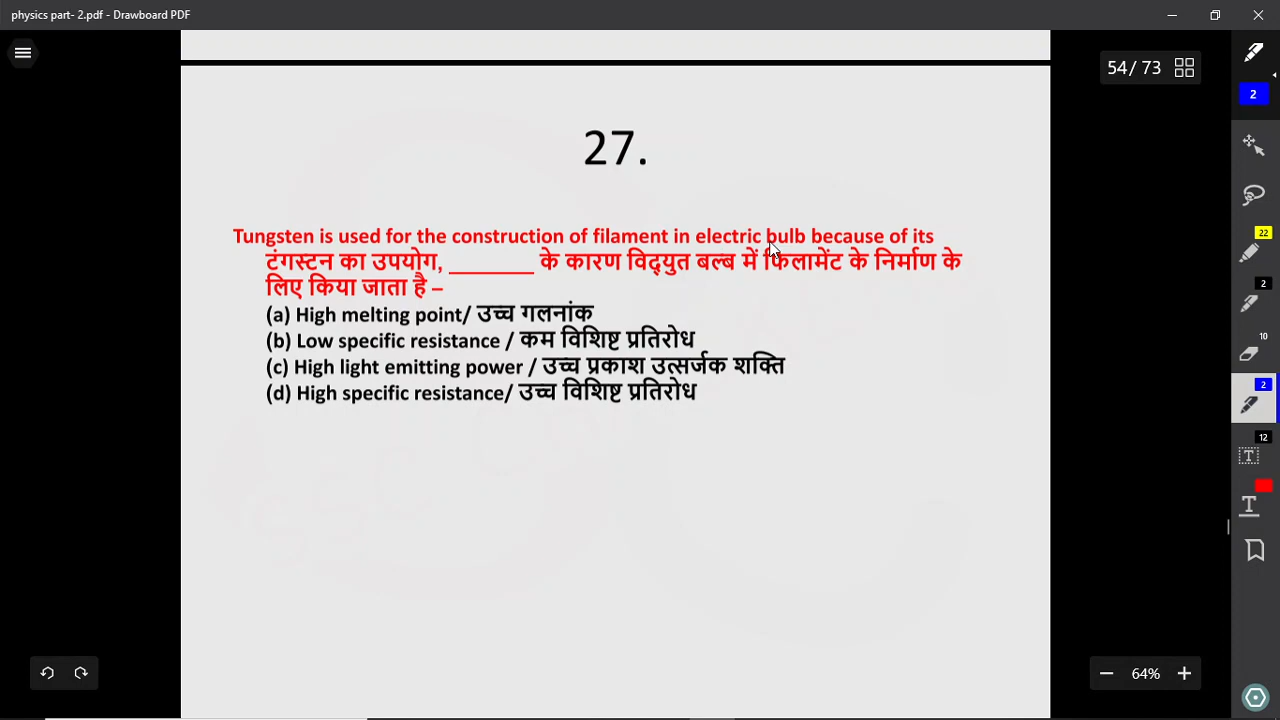 physics part- 2.pdf - Drawboard PDF
54 / 73
2
27.
Tungsten is used for the construction of filament in electric bulb because of its
टंगस्टन का उपयोग, ________ के कारण विद्युत बल्ब में फिलामेंट के निर्माण के
लिए किया जाता है –
(a) High melting point/ उच्च गलनांक
(b) Low specific resistance / कम विशिष्ट प्रतिरोध
(c) High light emitting power / उच्च प्रकाश उत्सर्जक शक्ति
(d) High specific resistance/ उच्च विशिष्ट प्रतिरोध
22
2
10
2
12
T
T
64%